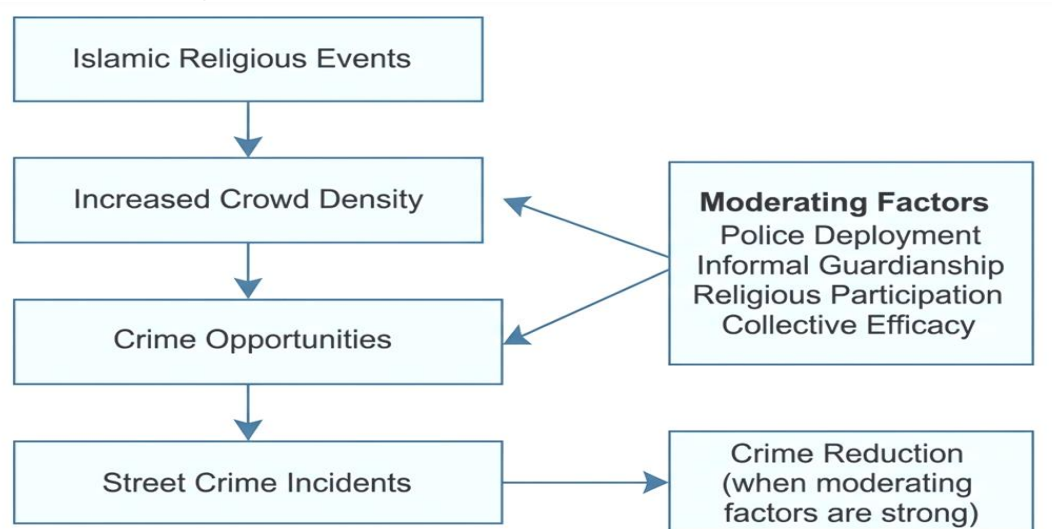 Islamic Religious Events
Increased Crowd Density
Crime Opportunities
Street Crime Incidents
Moderating Factors
Police Deployment
Informal Guardianship
Religious Participation
Collective Efficacy
Crime Reduction
(when moderating
factors are strong)